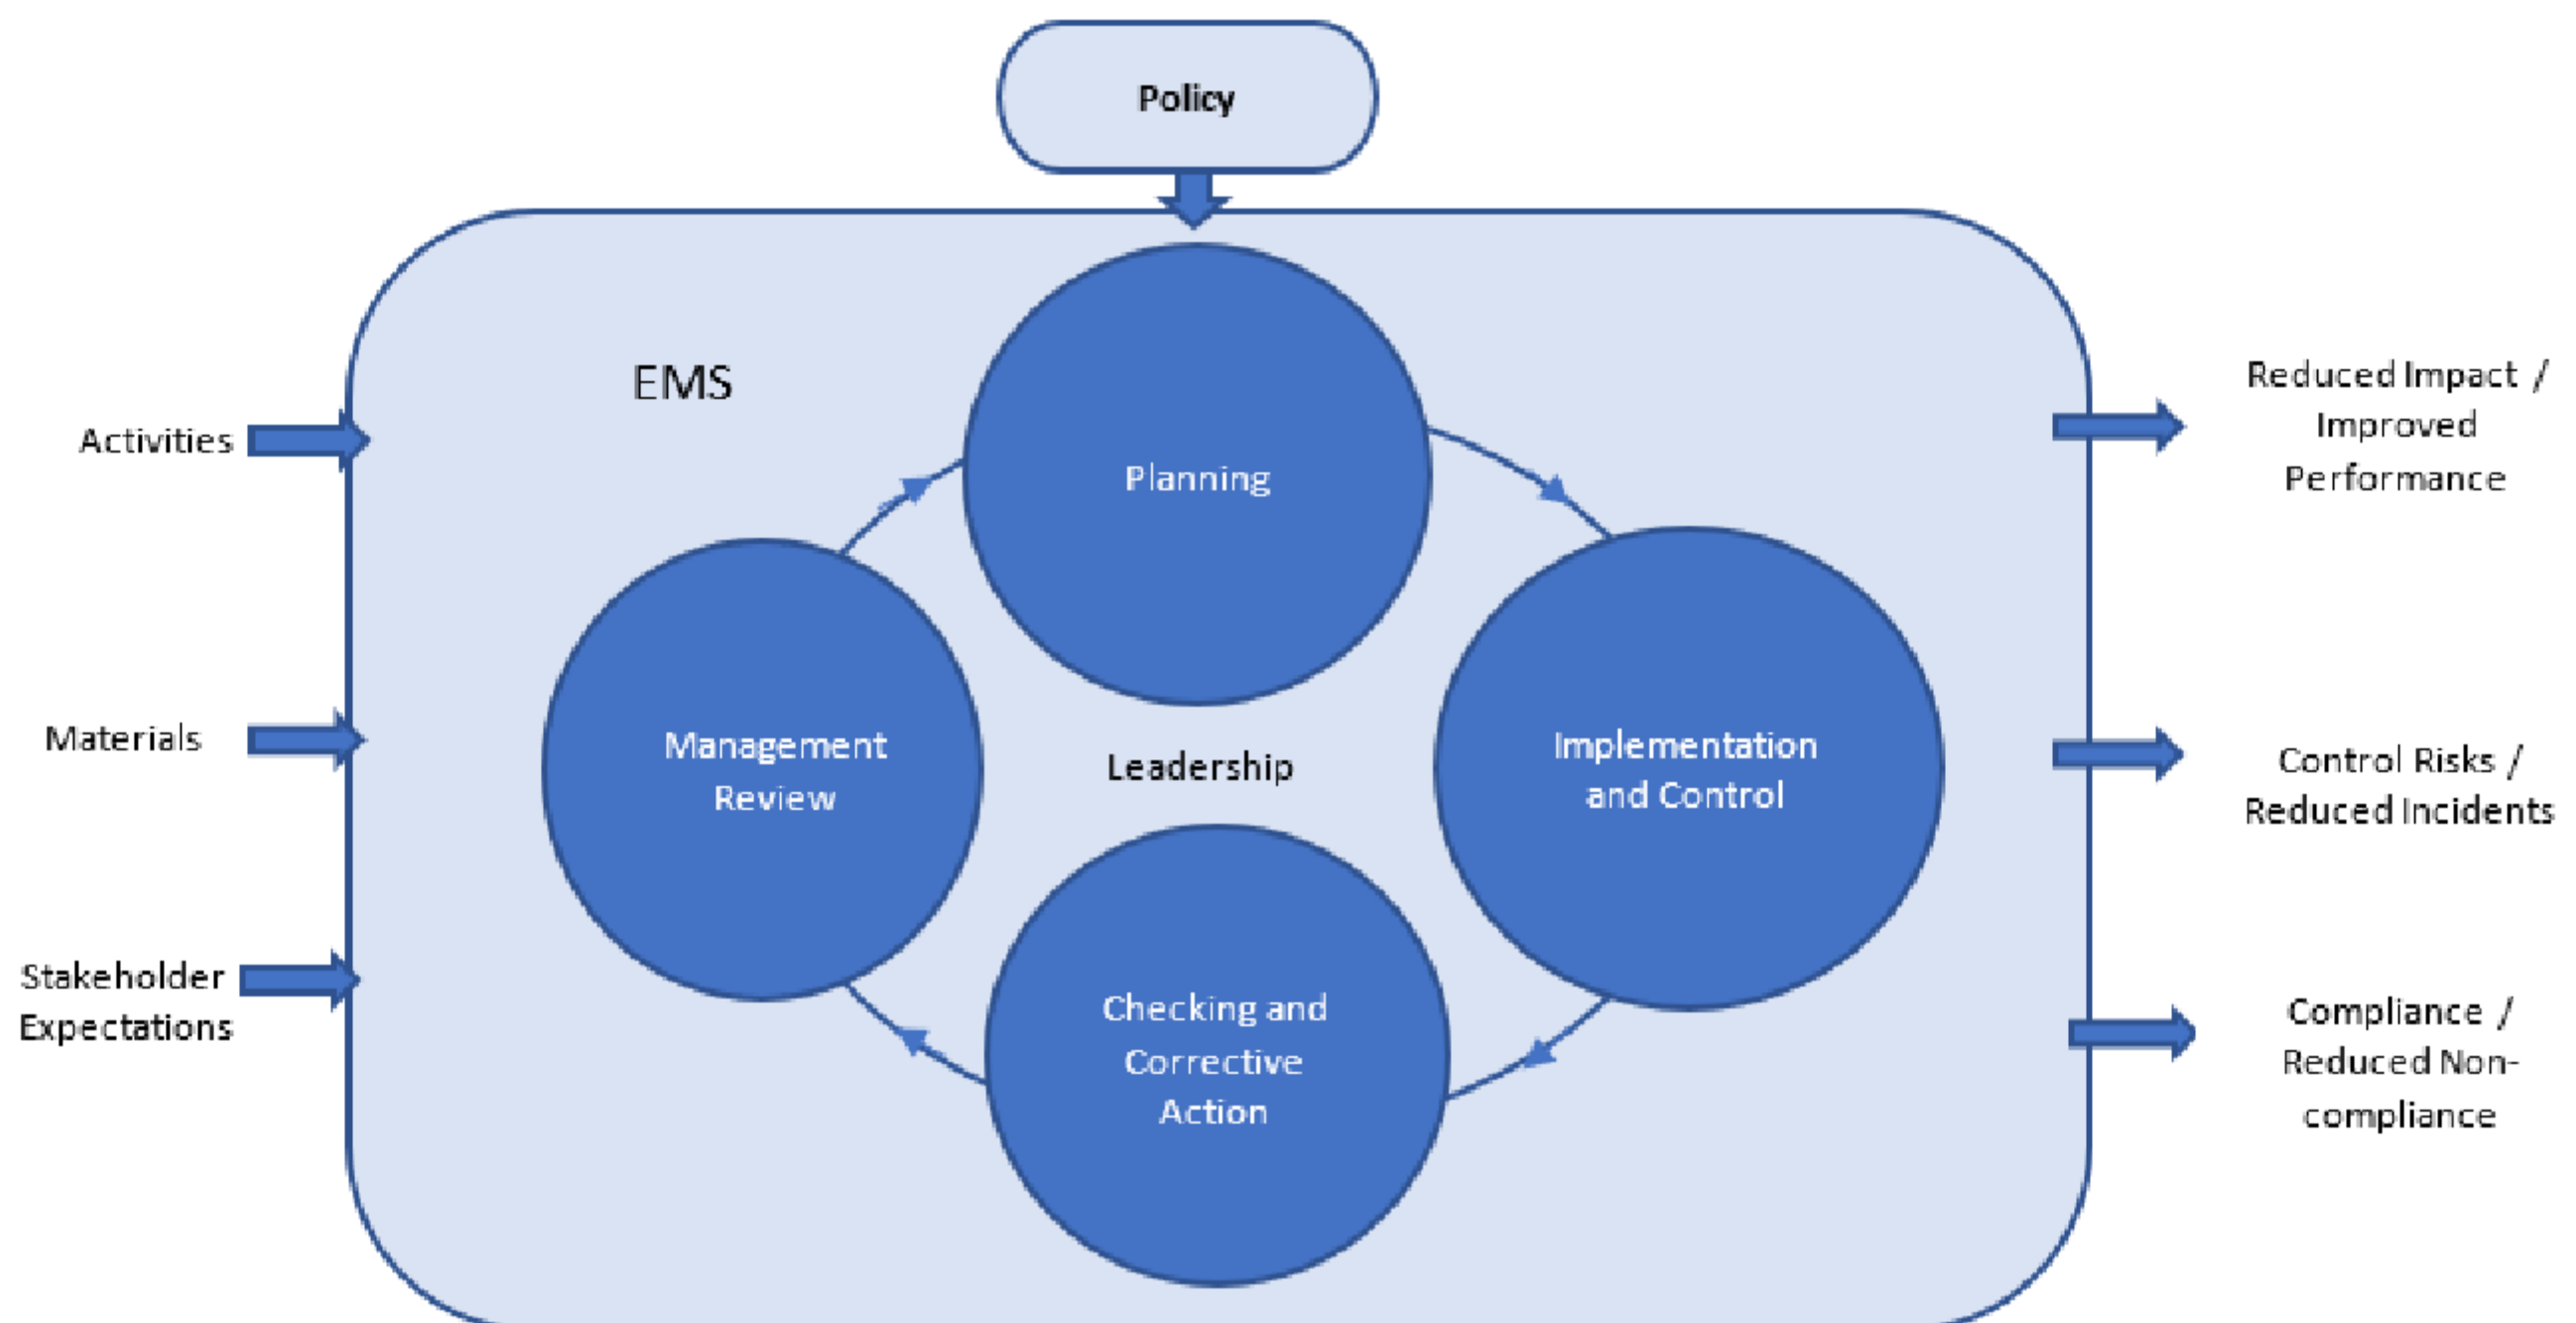 Policy
EMS
Planning
Activities
Materials
Stakeholder
Expectations
Management
Review
Leadership
Implementation
and Control
Checking and
Corrective
Action
Reduced Impact /
Improved
Performance
Control Risks /
Reduced Incidents
Compliance /
Reduced Non-
compliance